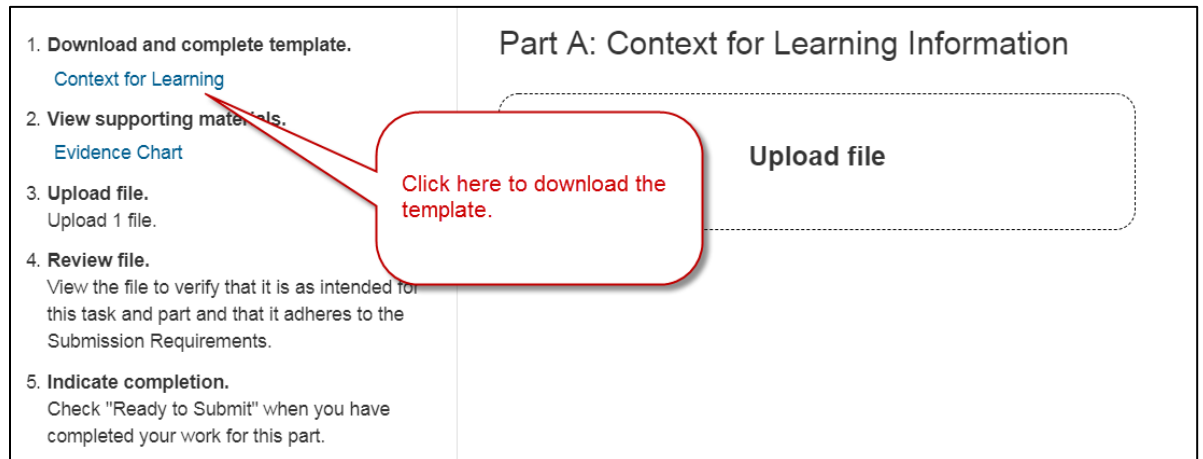 1. Download and complete template.
Context for Learning
2. View supporting materials.
Evidence Chart
3. Upload file.
Upload 1 file.
4. Review file.
View the file to verify that it is as intended for
this task and part and that it adheres to the
Submission Requirements.
5. Indicate completion.
Check "Ready to Submit" when you have
completed your work for this part.
Part A: Context for Learning Information
Upload file
Click here to download the
template.